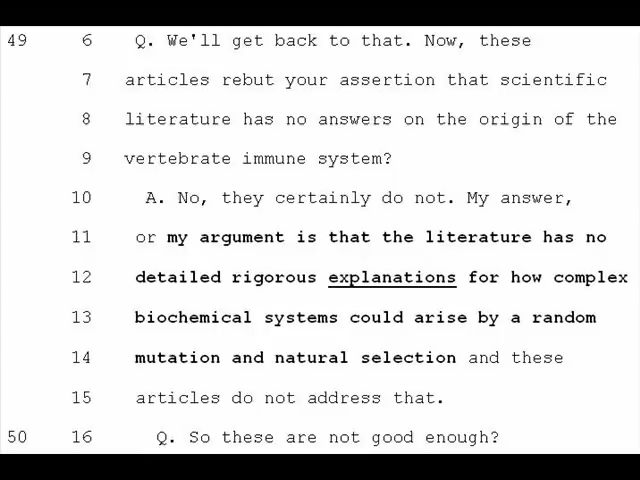 49 6 Q. We'll get back to that. Now, these
7 articles rebut your assertion that scientific
8 literature has no answers on the origin of the
9 vertebrate immune system?
10 A. No, they certainly do not. My answer,
11 or my argument is that the literature has no
12 detailed rigorous explanations for how complex
13 biochemical systems could arise by a random
14 mutation and natural selection and these
15 articles do not address that.
50 16 Q. So these are not good enough?